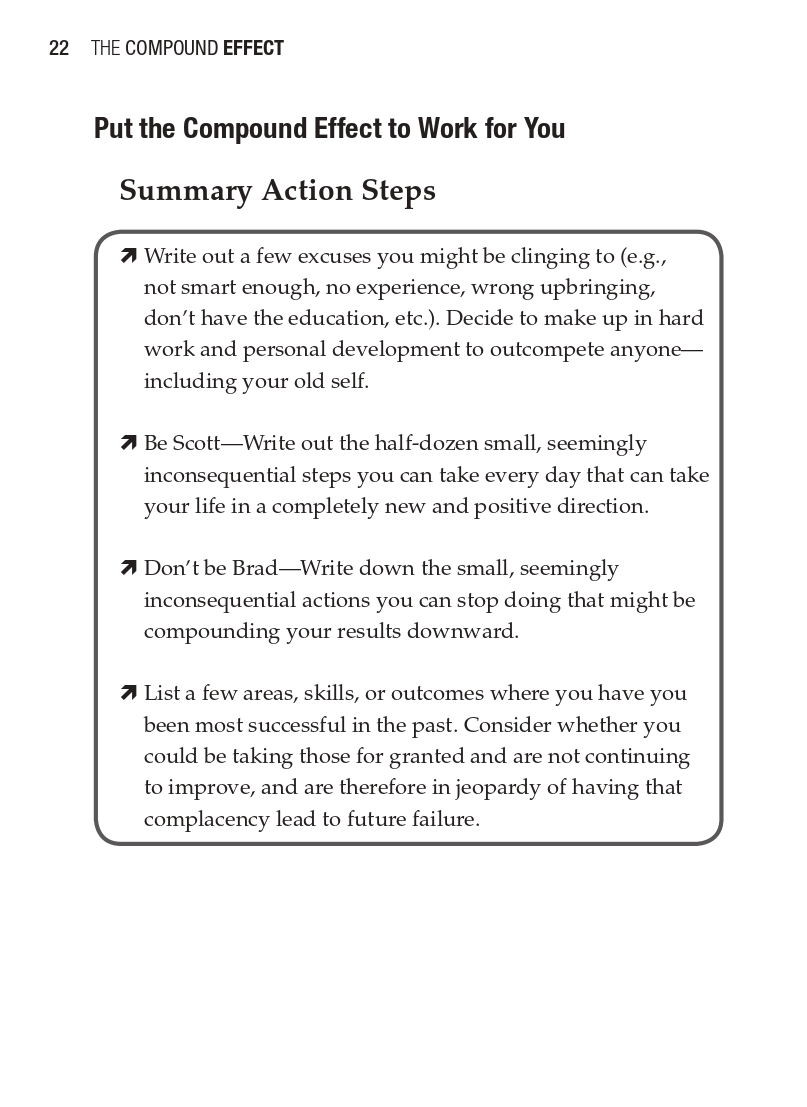 22 THE COMPOUND EFFECT
Put the Compound Effect to Work for You
Summary Action Steps
Write out a few excuses you might be clinging to (e.g.,
not smart enough, no experience, wrong upbringing,
don’t have the education, etc.). Decide to make up in hard
work and personal development to outcompete anyone—
including your old self.
Be Scott—Write out the half-dozen small, seemingly
inconsequential steps you can take every day that can take
your life in a completely new and positive direction.
Don’t be Brad—Write down the small, seemingly
inconsequential actions you can stop doing that might be
compounding your results downward.
List a few areas, skills, or outcomes where you have you
been most successful in the past. Consider whether you
could be taking those for granted and are not continuing
to improve, and are therefore in jeopardy of having that
complacency lead to future failure.